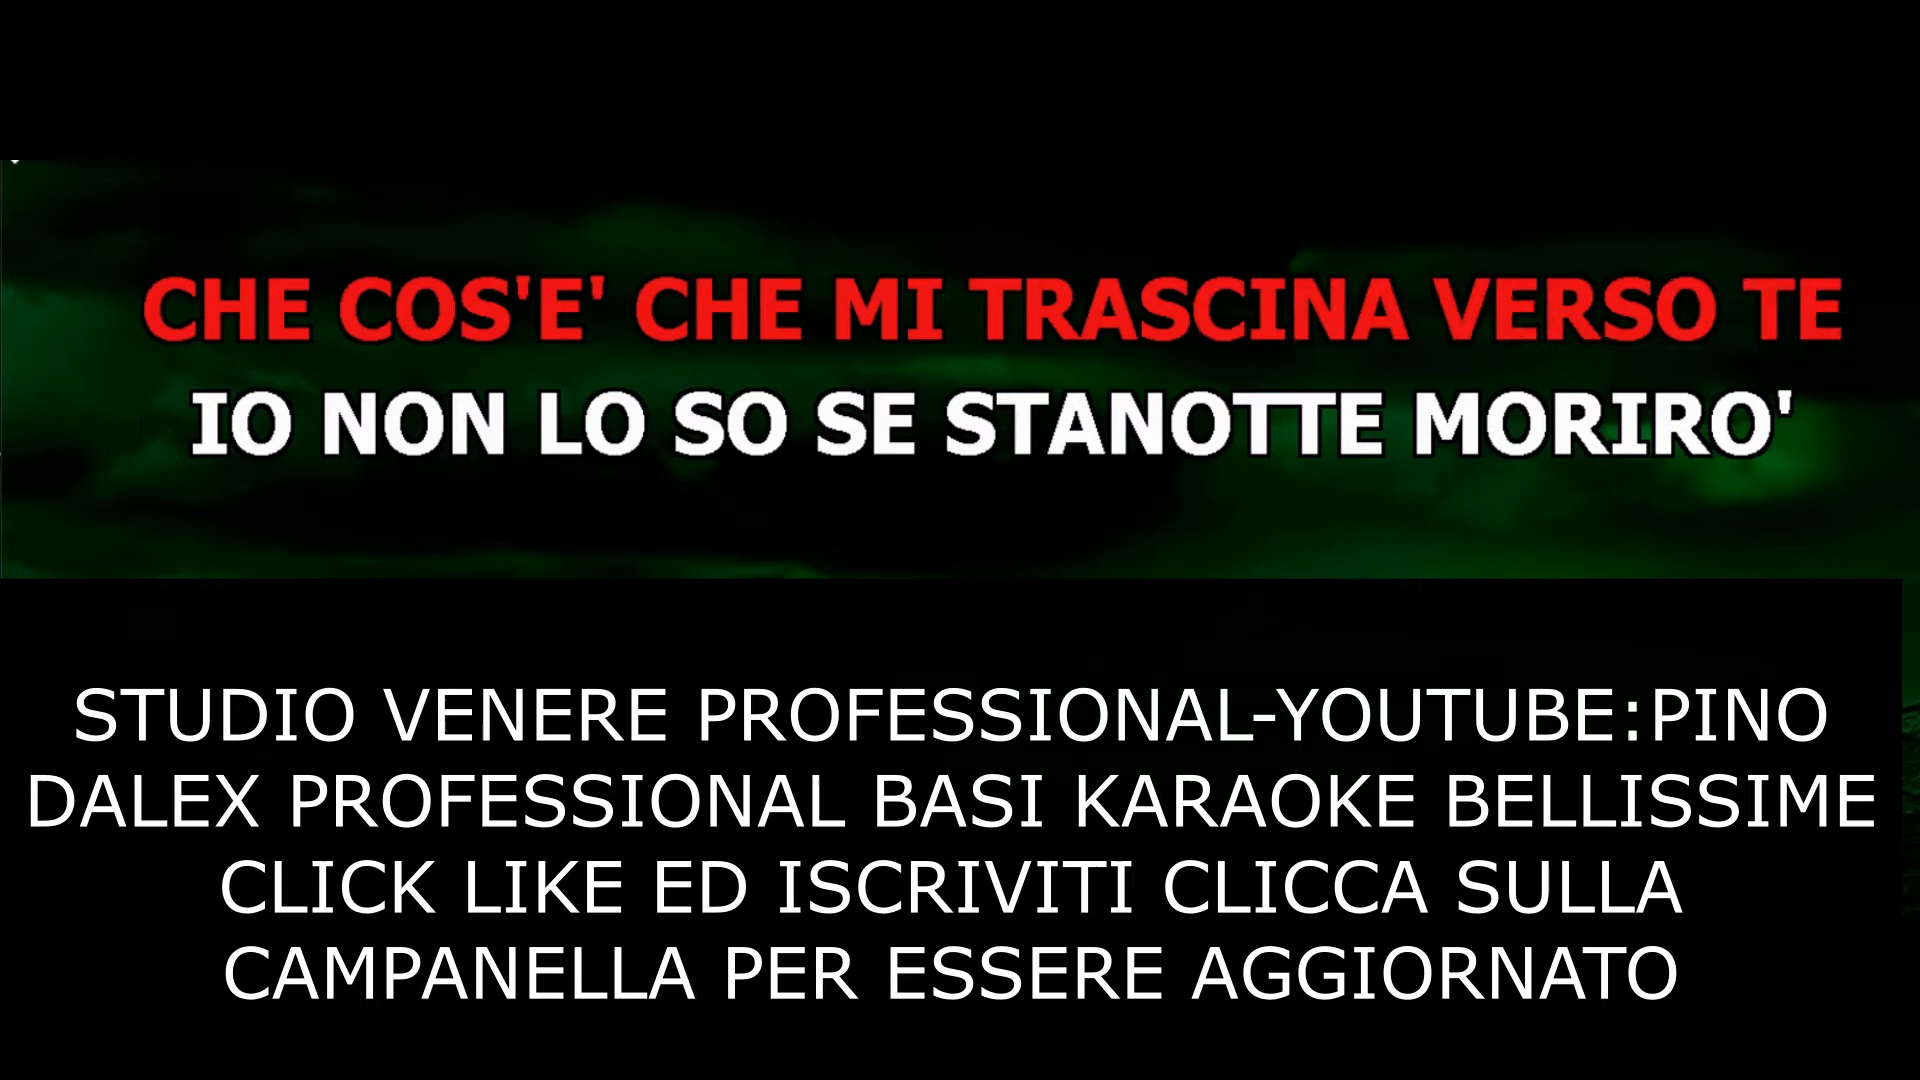 CHE COS'E' CHE MI TRASCINA VERSO TE
IO NON LO SO SE STANOTTE MORIRO'
STUDIO VENERE PROFESSIONAL-YOUTUBE:PINO
DALEX PROFESSIONAL BASI KARAOKE BELLISSIME
CLICK LIKE ED ISCRIVITI CLICCA SULLA
CAMPANELLA PER ESSERE AGGIORNATO